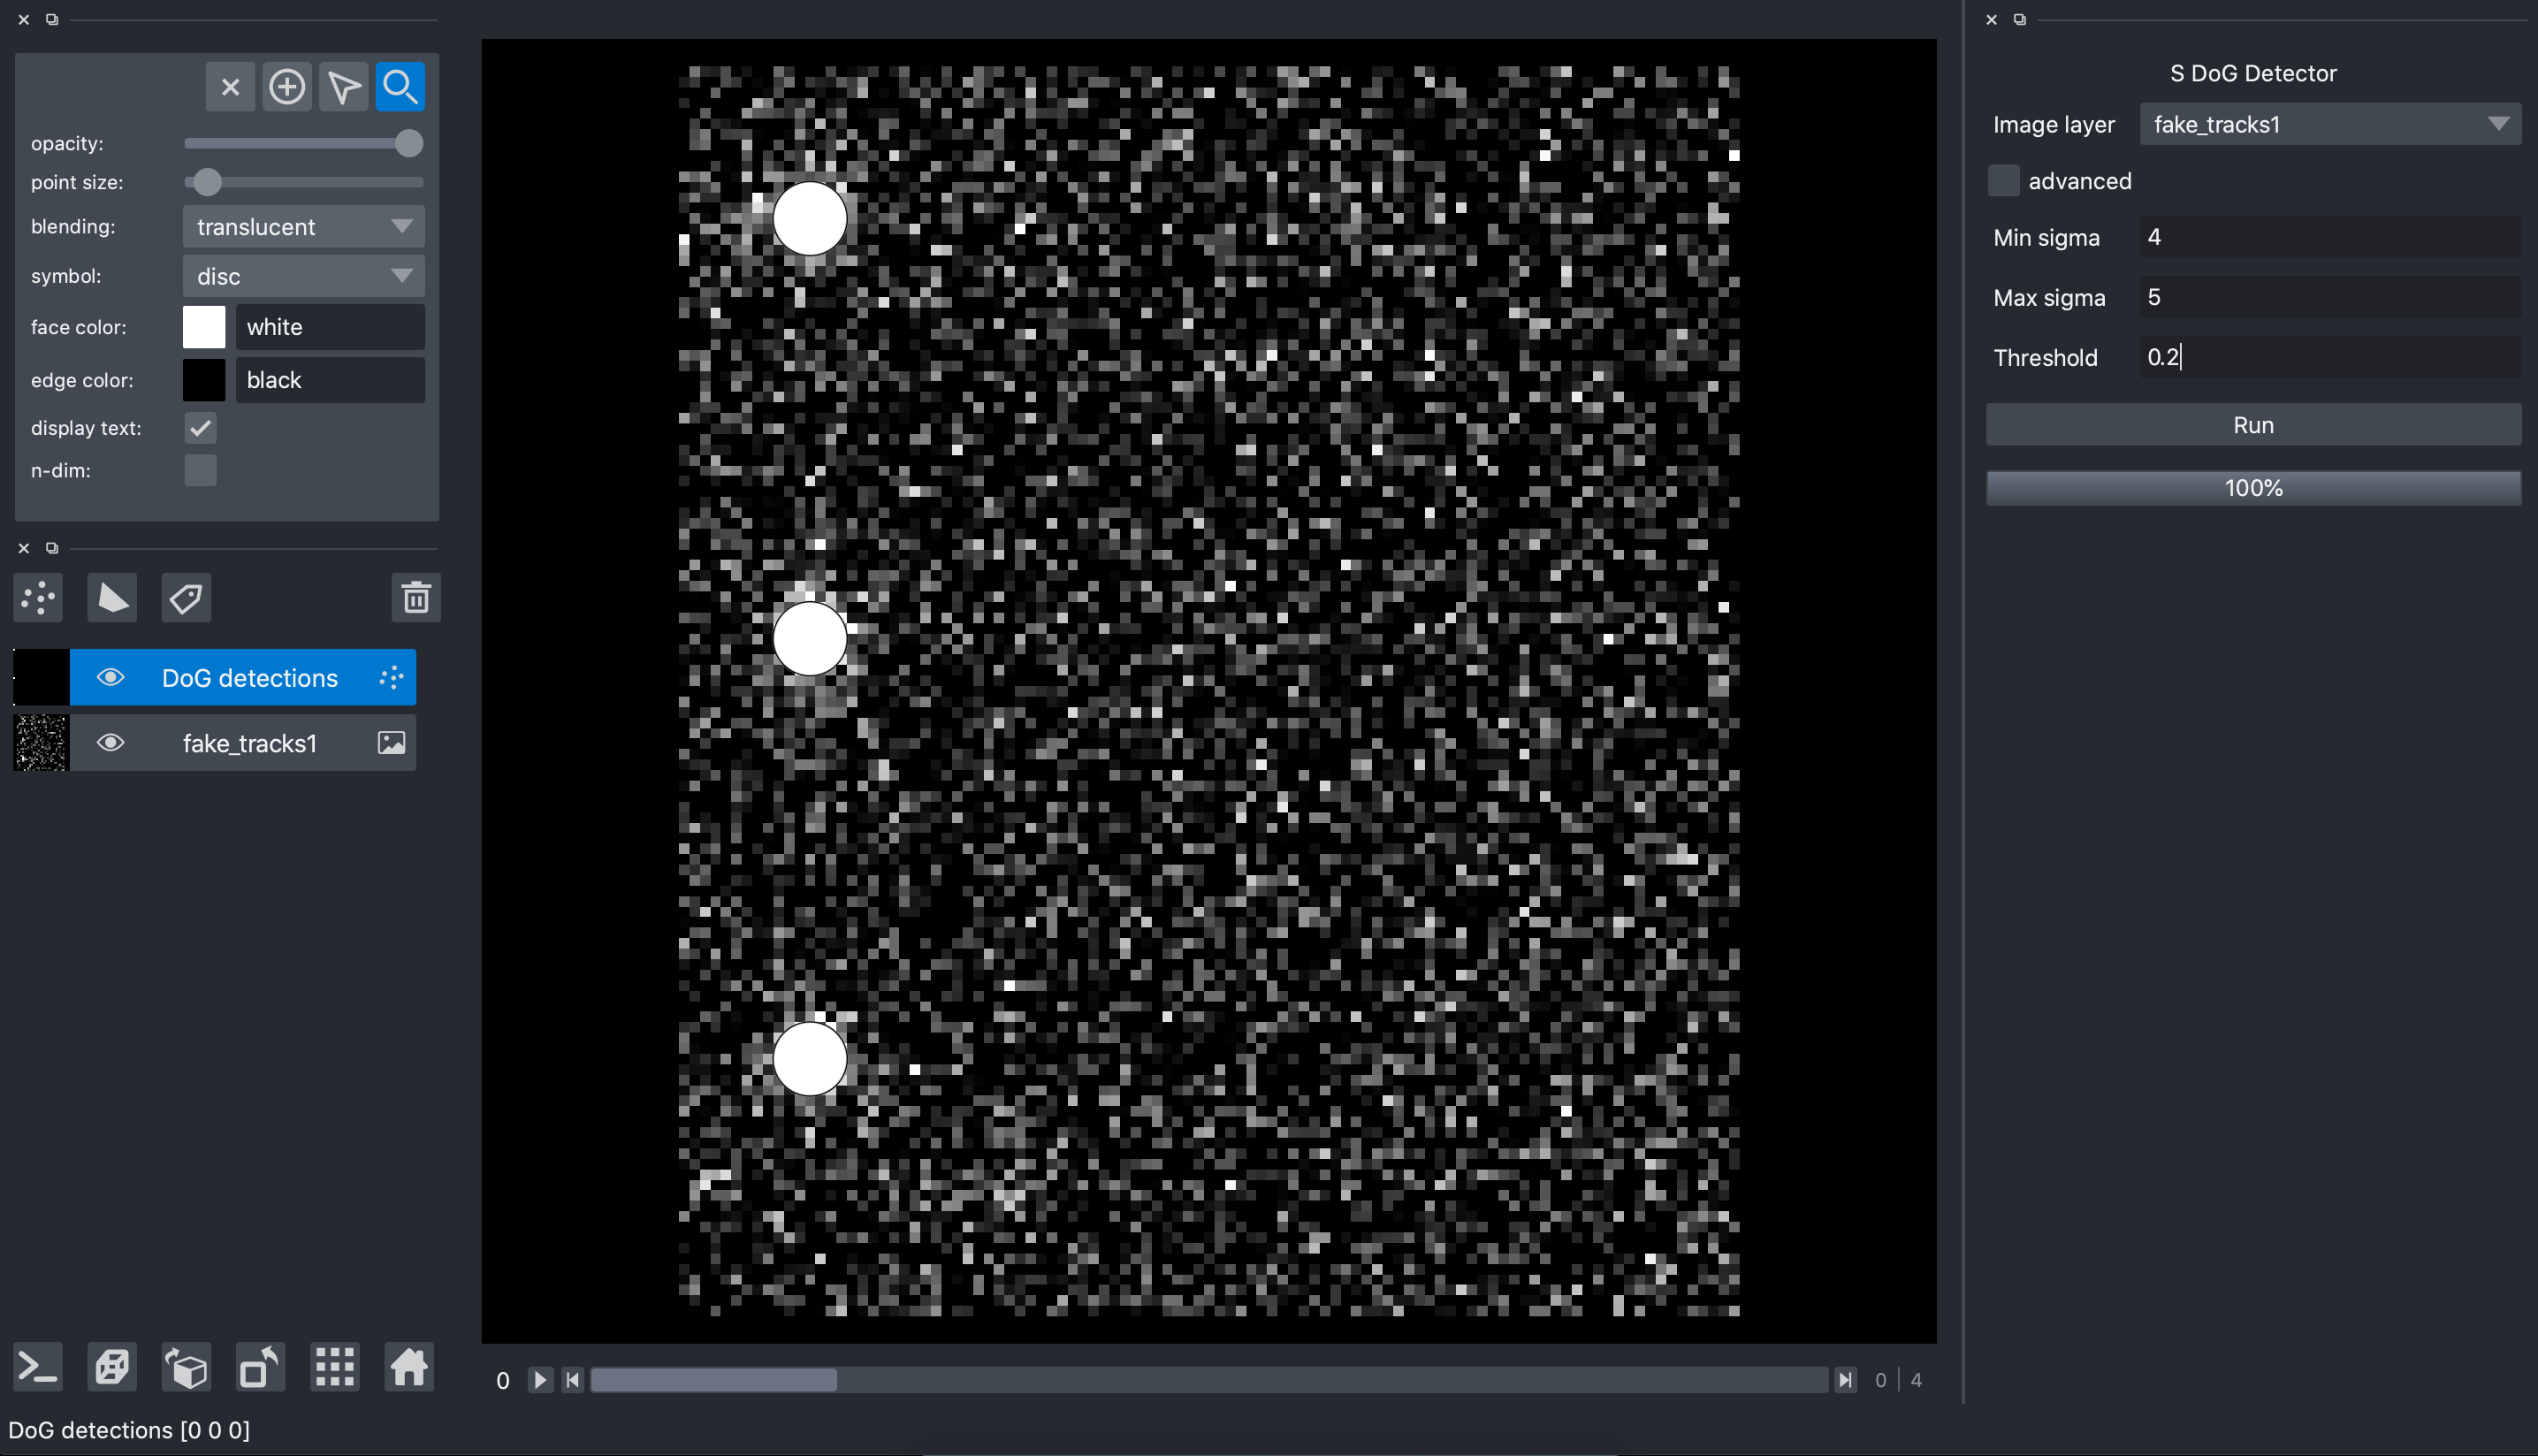 opacity:
point size:
blending: translucent
symbol: disc
face color: white
edge color: black
display text:
n-dim:
DoG detections
fake_tracks1
0
0 | 4
DoG detections [0 0 0]
S DoG Detector
Image layer fake_tracks1
advanced
Min sigma 4
Max sigma 5
Threshold 0.2
Run
100%